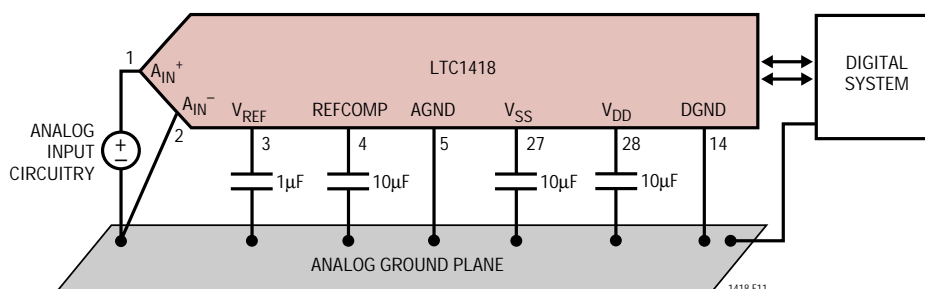 1
A_IN^+
LTC1418
DIGITAL
SYSTEM
A_IN^−
2
V_REF
REFCOMP
AGND
V_SS
V_DD
DGND
3
4
5
27
28
14
ANALOG
INPUT
CIRCUITRY
+
−
1µF
10µF
10µF
10µF
ANALOG GROUND PLANE
1418 F11